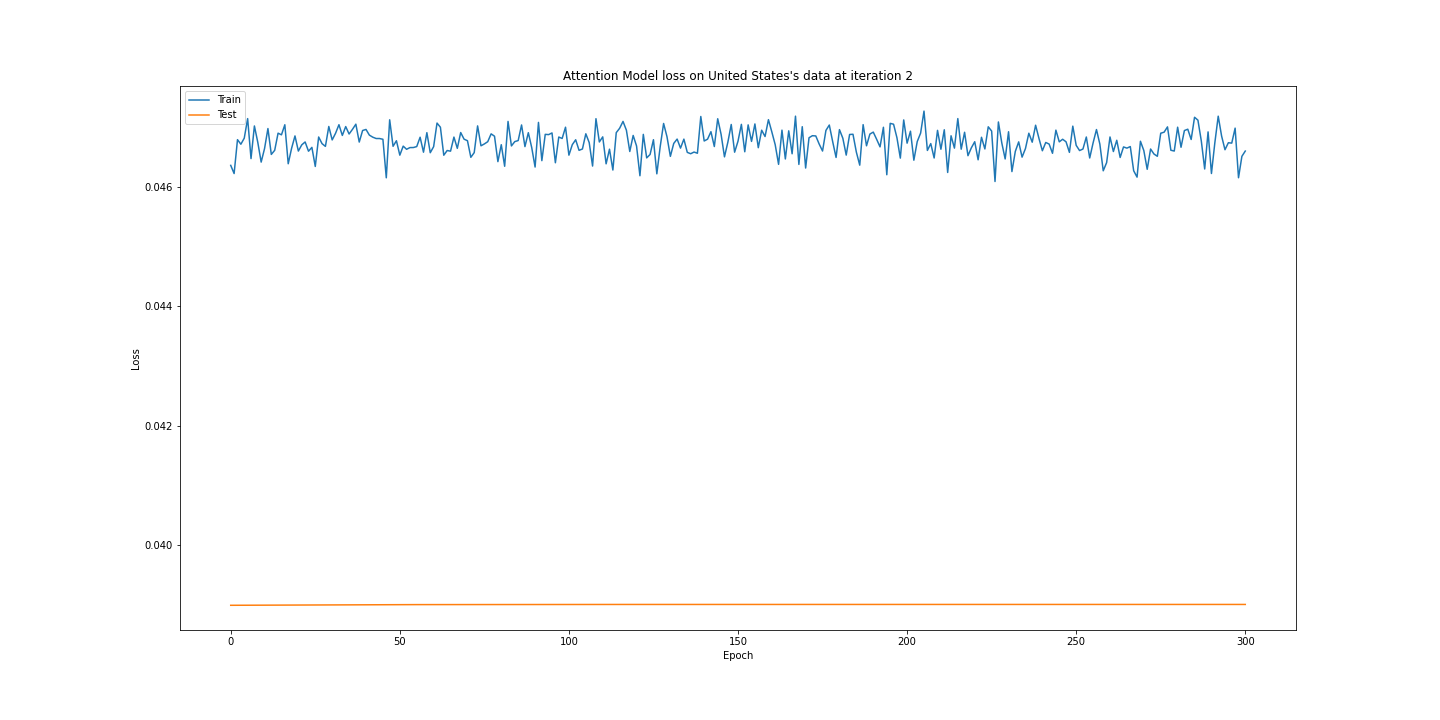 Attention Model loss on United States's data at iteration 2
Train
Test
0.046
0.044
0.042
0.040
Loss
0 50 100 150 200 250 300
Epoch